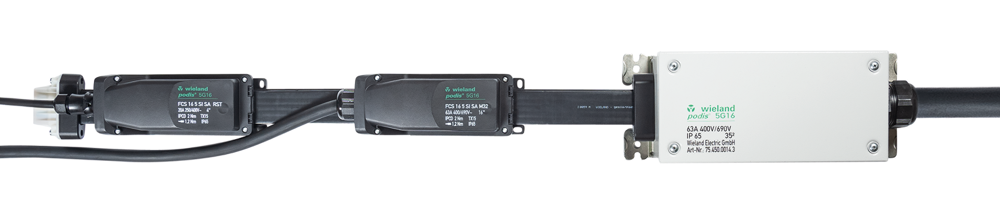 wieland
podis® 5G16
FCS 16 5 SI SA RST
20A 250/400V~ 4²
IPCD 2 Nm TX15
1,2 Nm IP65
wieland
podis® 5G16
FCS 16 5 SI SA M32
63A 400/690V~ 16²
IPCD 2 Nm TX15
1,2 Nm IP65
I0059 M WIELAND - gesis/pod
wieland
podis® 5G16
63A 400V/690V
IP 65 35²
Wieland Electric GmbH
Art-Nr.: 75.450.0014.3